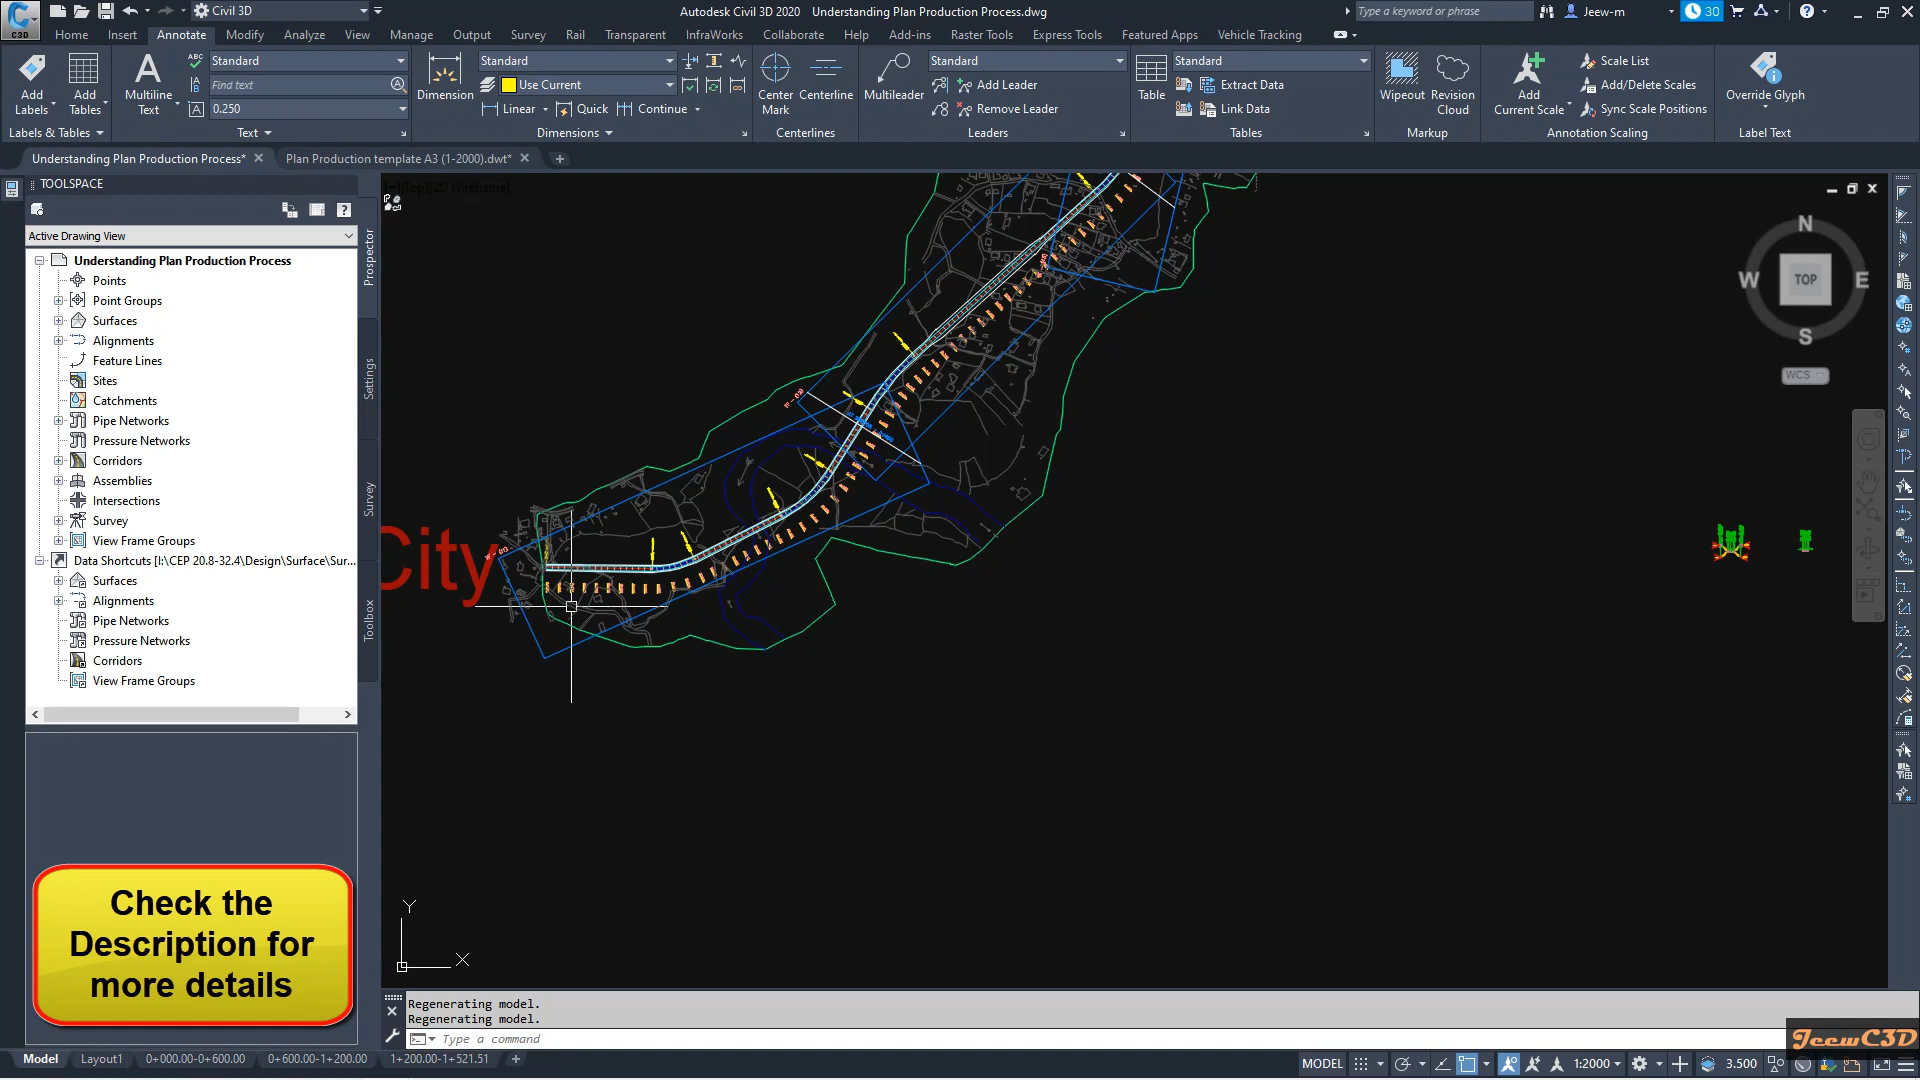 Civil 3D
Autodesk Civil 3D 2020 Understanding Plan Production Process.dwg
Type a keyword or phrase
Jeew-m
30
C3D
Home Insert Annotate Modify Analyze View Manage Output Survey Rail Transparent InfraWorks Collaborate Help Add-ins Raster Tools Express Tools Featured Apps Vehicle Tracking
Add Labels
Add Tables
Labels & Tables
Multiline Text
ABC
Standard
Find text
0.250
Text
Dimension
Standard
Use Current
Linear Quick Continue
Dimensions
Center Mark
Centerline
Centerlines
Multileader
Standard
Add Leader
Remove Leader
Leaders
Table
Standard
Extract Data
Link Data
Tables
Wipeout
Revision Cloud
Markup
Add Current Scale
Scale List
Add/Delete Scales
Sync Scale Positions
Annotation Scaling
Override Glyph
Label Text
Understanding Plan Production Process*
Plan Production template A3 (1-2000).dwt*
TOOLSPACE
Active Drawing View
Understanding Plan Production Process
Points
Point Groups
Surfaces
Alignments
Feature Lines
Sites
Catchments
Pipe Networks
Pressure Networks
Corridors
Assemblies
Intersections
Survey
View Frame Groups
Data Shortcuts [I:\CEP 20.8-32.4\Design\Surface\Sur...
Surfaces
Alignments
Pipe Networks
Pressure Networks
Corridors
View Frame Groups
Prospector
Settings
Survey
Toolbox
[-][Top][2D Wireframe]
City
N
W
TOP
E
S
WCS
Y
X
Check the
Description for
more details
Regenerating model.
Regenerating model.
Type a command
JeewC3D
Model Layout1 0+000.00-0+600.00 0+600.00-1+200.00 1+200.00-1+521.51
MODEL
1:2000
3.500